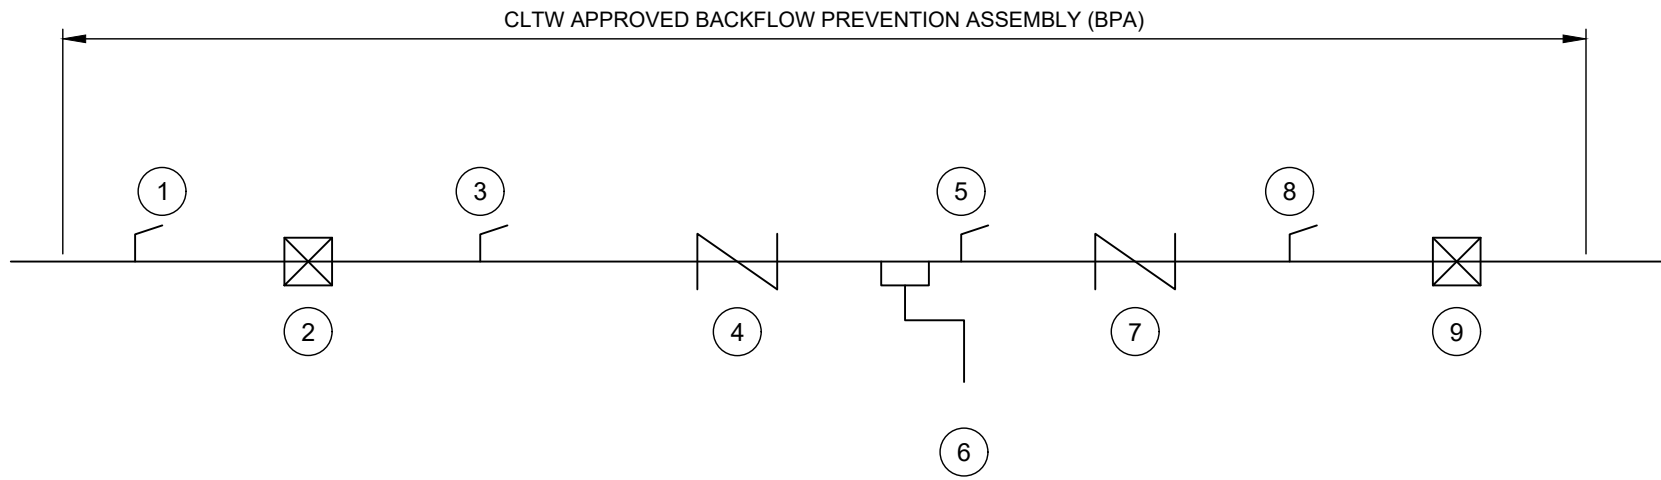 CLTW APPROVED BACKFLOW PREVENTION ASSEMBLY (BPA)
1 3 5 8
2 4 7 9
6